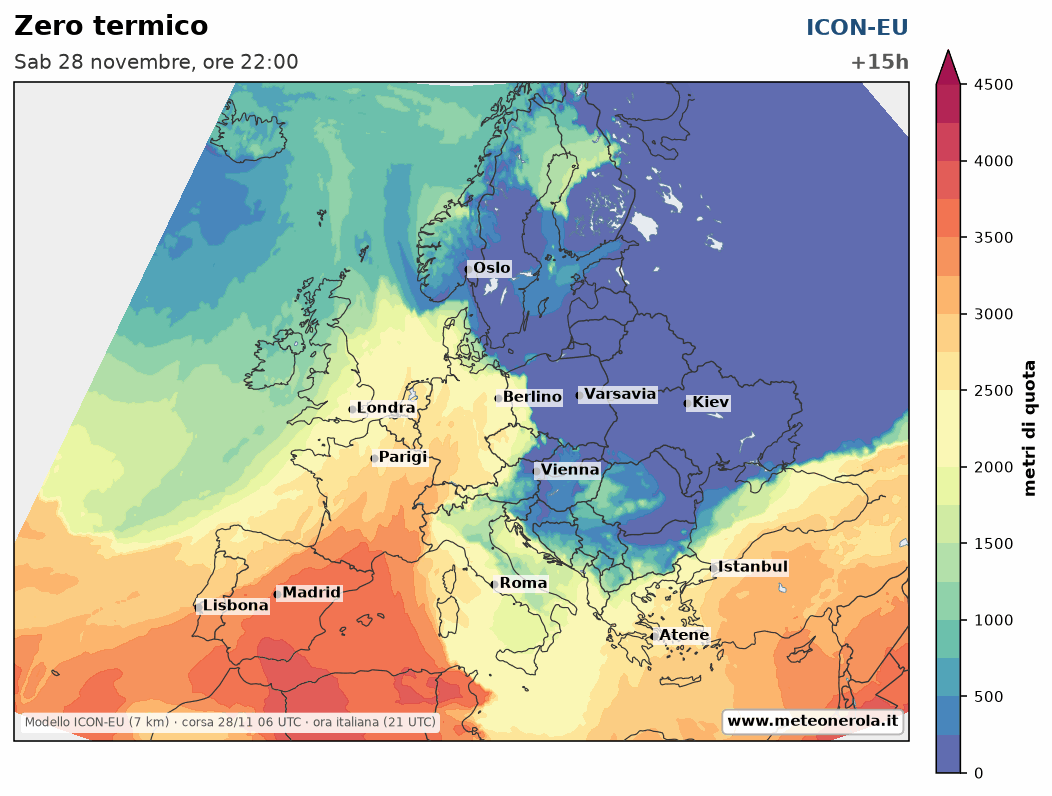 Zero termico
ICON-EU
Sab 28 novembre, ore 22:00
+15h
Oslo
Londra
Berlino
Varsavia
Kiev
Parigi
Vienna
Istanbul
Roma
Madrid
Lisbona
Atene
Modello ICON-EU (7 km) · corsa 28/11 06 UTC · ora italiana (21 UTC)
www.meteonerola.it
4500
4000
3500
3000
2500
2000
1500
1000
500
0
metri di quota